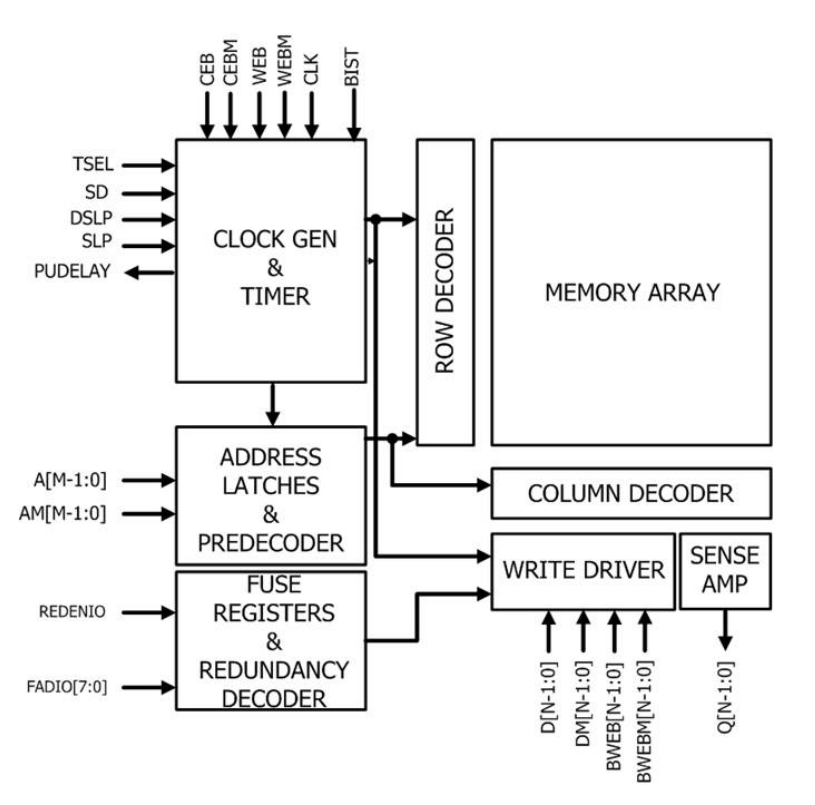 CEB
CEBM
WEB
WEBM
CLK
BIST
TSEL
SD
DSLP
SLP
PUDELAY
CLOCK GEN
&
TIMER
ROW DECODER
MEMORY ARRAY
A[M-1:0]
AM[M-1:0]
ADDRESS
LATCHES
&
PREDECODER
COLUMN DECODER
WRITE DRIVER
SENSE
AMP
REDENIO
FADIO[7:0]
FUSE
REGISTERS
&
REDUNDANCY
DECODER
D[N-1:0]
DM[N-1:0]
BWEB[N-1:0]
BWEBM[N-1:0]
Q[N-1:0]